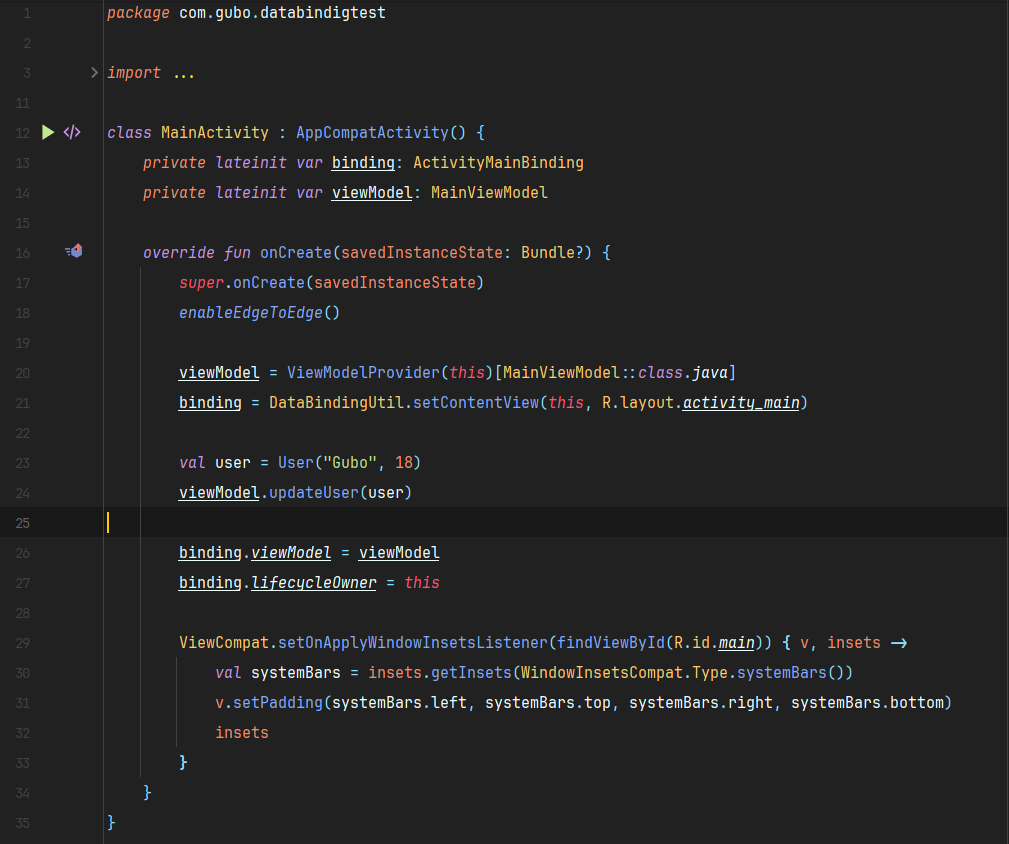 1 package com.gubo.databindigtest
2
3 import ...
11
12 class MainActivity : AppCompatActivity() {
13 private lateinit var binding: ActivityMainBinding
14 private lateinit var viewModel: MainViewModel
15
16 override fun onCreate(savedInstanceState: Bundle?) {
17 super.onCreate(savedInstanceState)
18 enableEdgeToEdge()
19
20 viewModel = ViewModelProvider(this)[MainViewModel::class.java]
21 binding = DataBindingUtil.setContentView(this, R.layout.activity_main)
22
23 val user = User("Gubo", 18)
24 viewModel.updateUser(user)
25
26 binding.viewModel = viewModel
27 binding.lifecycleOwner = this
28
29 ViewCompat.setOnApplyWindowInsetsListener(findViewById(R.id.main)) { v, insets ->
30 val systemBars = insets.getInsets(WindowInsetsCompat.Type.systemBars())
31 v.setPadding(systemBars.left, systemBars.top, systemBars.right, systemBars.bottom)
32 insets
33 }
34 }
35 }